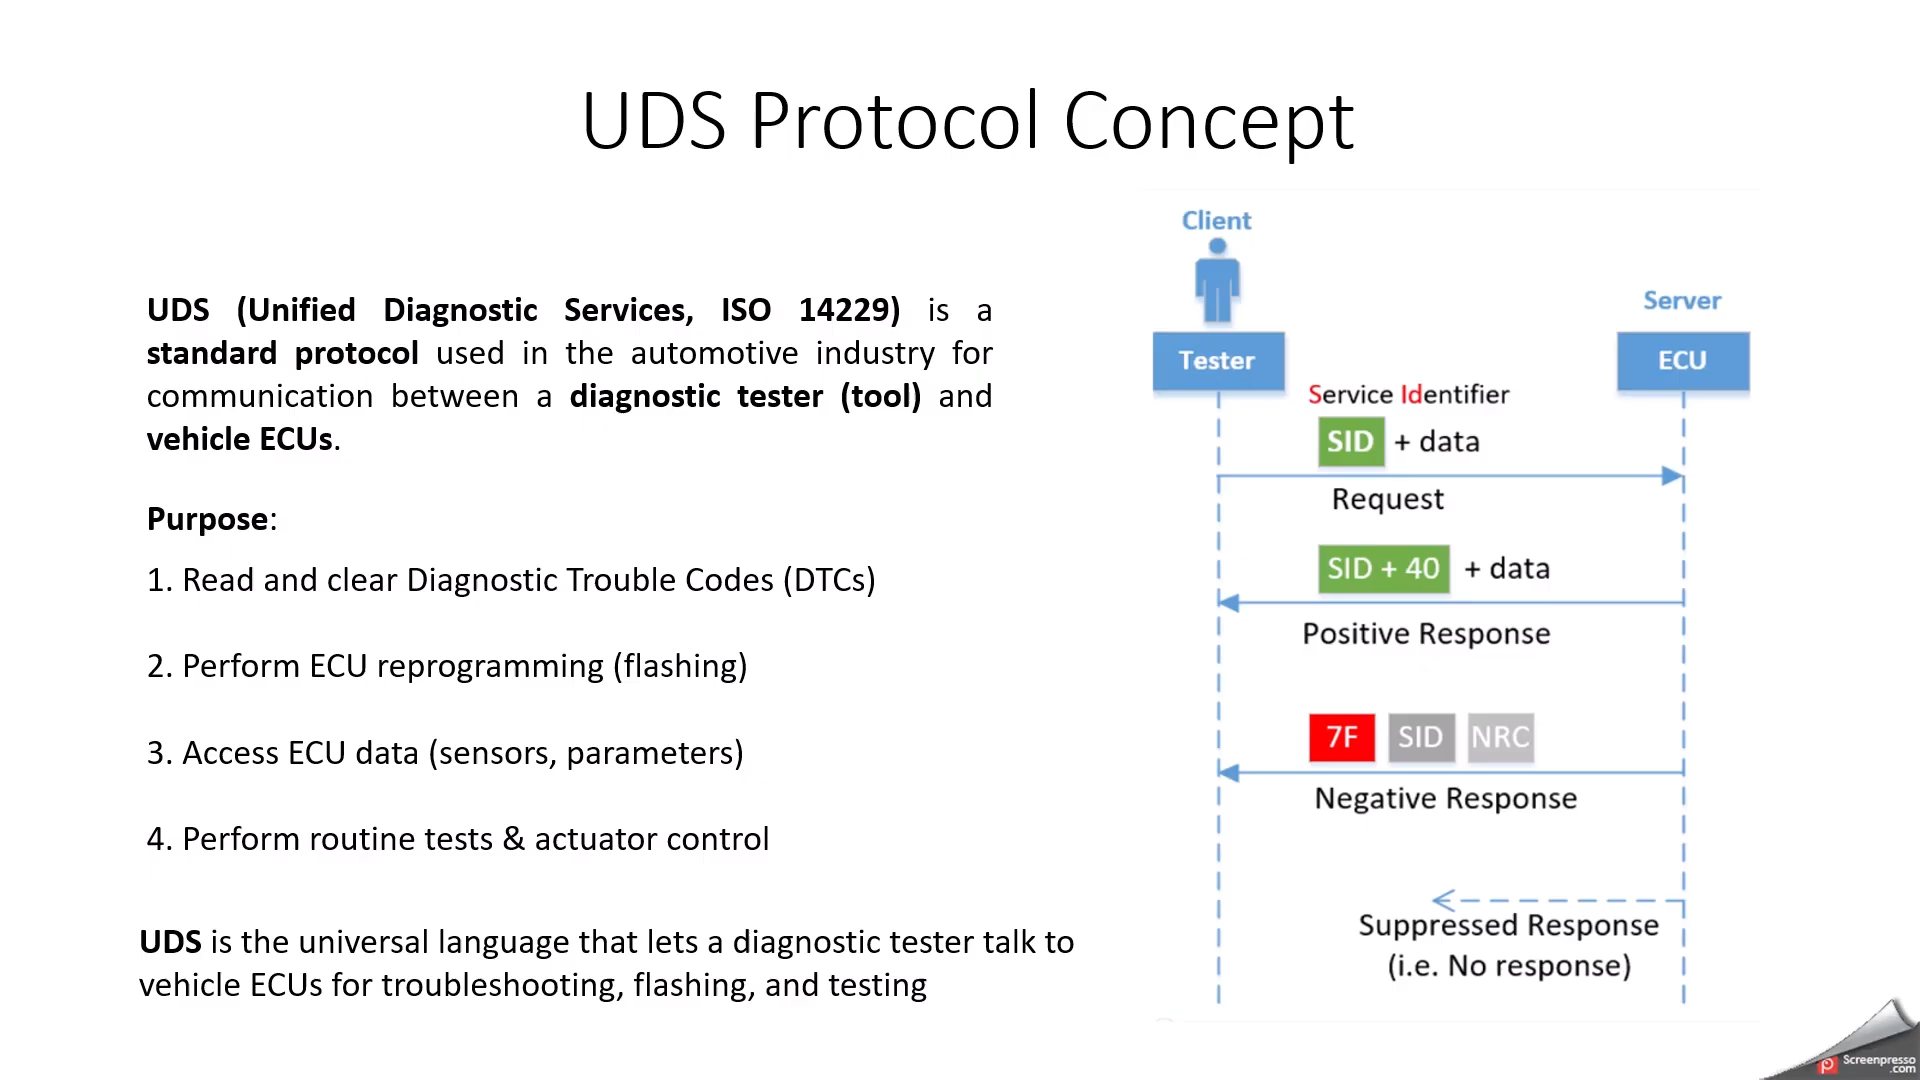 UDS Protocol Concept
UDS (Unified Diagnostic Services, ISO 14229) is a
standard protocol used in the automotive industry for
communication between a diagnostic tester (tool) and
vehicle ECUs.
Purpose:
1. Read and clear Diagnostic Trouble Codes (DTCs)
2. Perform ECU reprogramming (flashing)
3. Access ECU data (sensors, parameters)
4. Perform routine tests & actuator control
UDS is the universal language that lets a diagnostic tester talk to
vehicle ECUs for troubleshooting, flashing, and testing
Client
Server
Tester
ECU
Service Identifier
SID + data
Request
SID + 40 + data
Positive Response
7F SID NRC
Negative Response
Suppressed Response
(i.e. No response)
Screenpresso
.com